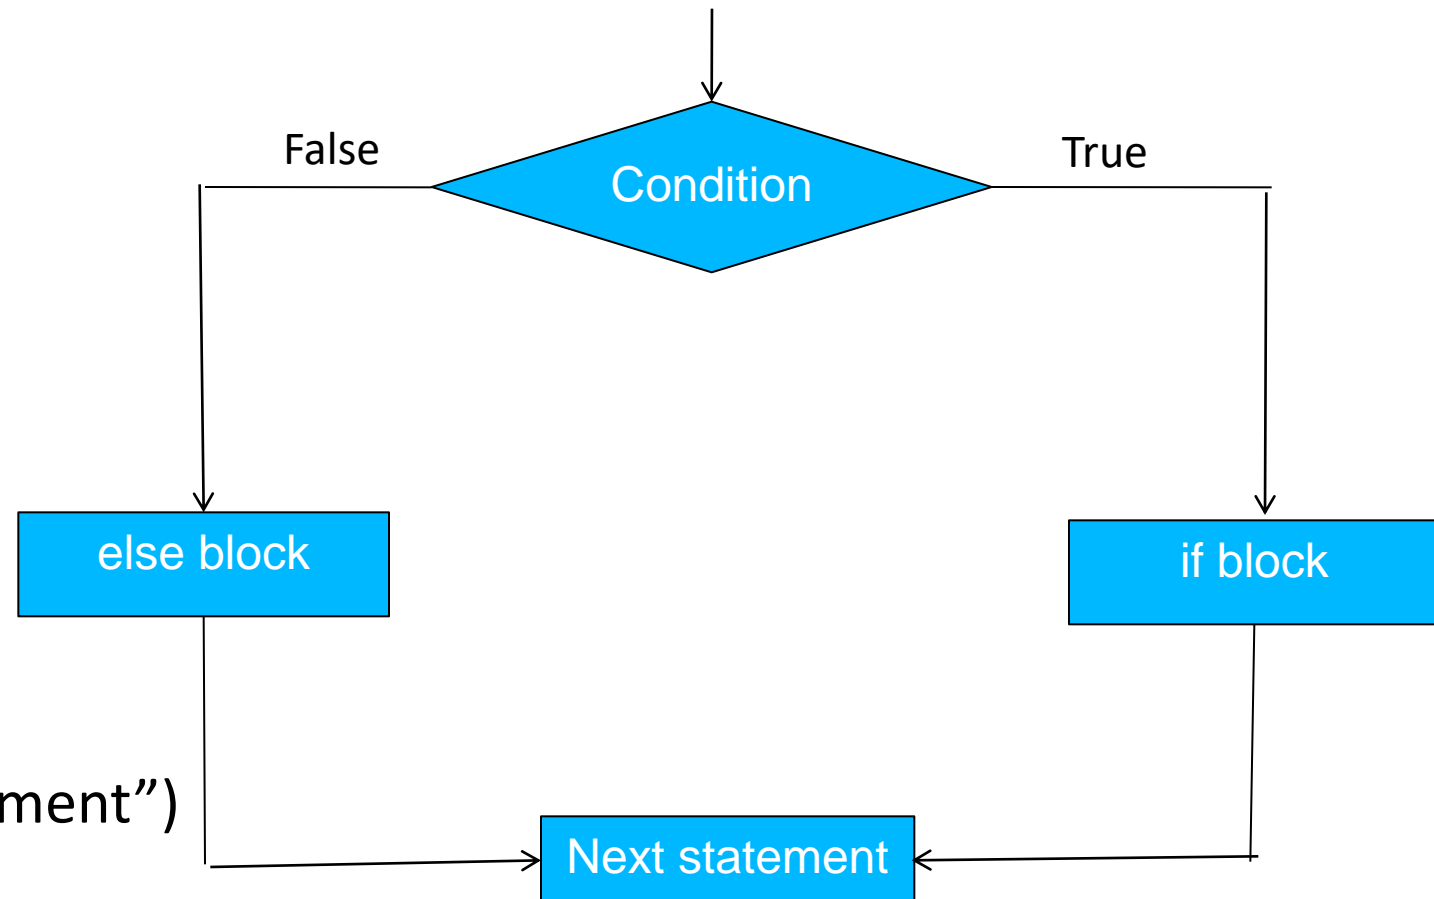 False
True
Condition
else block
if block
ment”)
Next statement